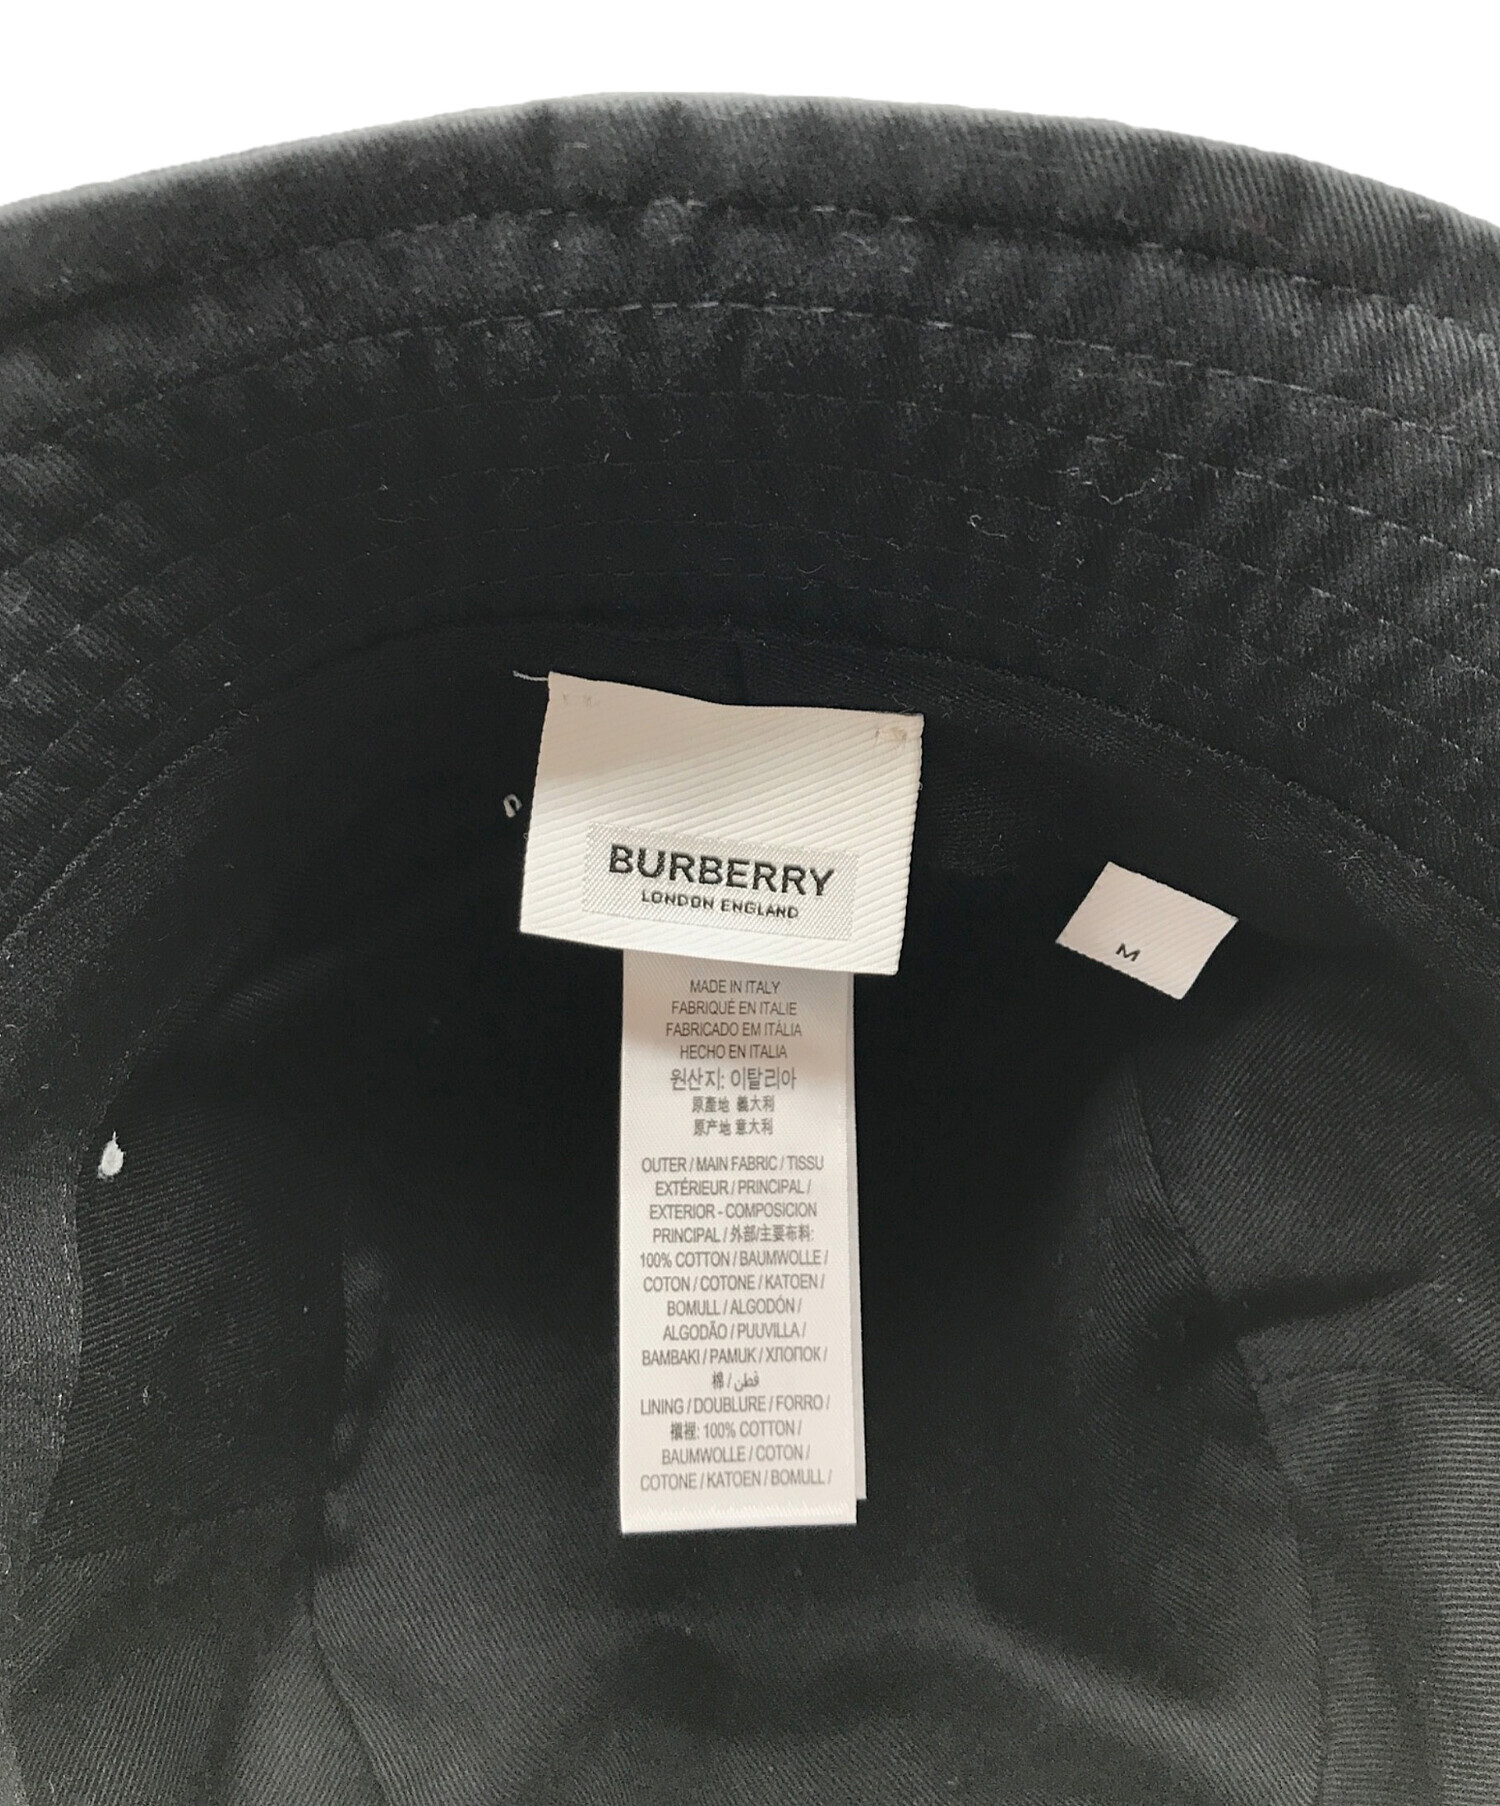 BURBERRY
LONDON ENGLAND
M
MADE IN ITALY
FABRIQUÉ EN ITALIE
FABRICADO EM ITÁLIA
HECHO EN ITALIA
원산지: 이탈리아
原產地 義大利
原产地 意大利
OUTER / MAIN FABRIC / TISSU
EXTÉRIEUR / PRINCIPAL /
EXTERIOR - COMPOSICION
PRINCIPAL / 外部/主要布料:
100% COTTON / BAUMWOLLE /
COTON / COTONE / KATOEN /
BOMULL / ALGODÓN /
ALGODÃO / PUUVILLA /
BAMBAKI / PAMUK / ХЛОПОК /
棉 / قطن
LINING / DOUBLURE / FORRO /
襯裡: 100% COTTON /
BAUMWOLLE / COTON /
COTONE / KATOEN / BOMULL /